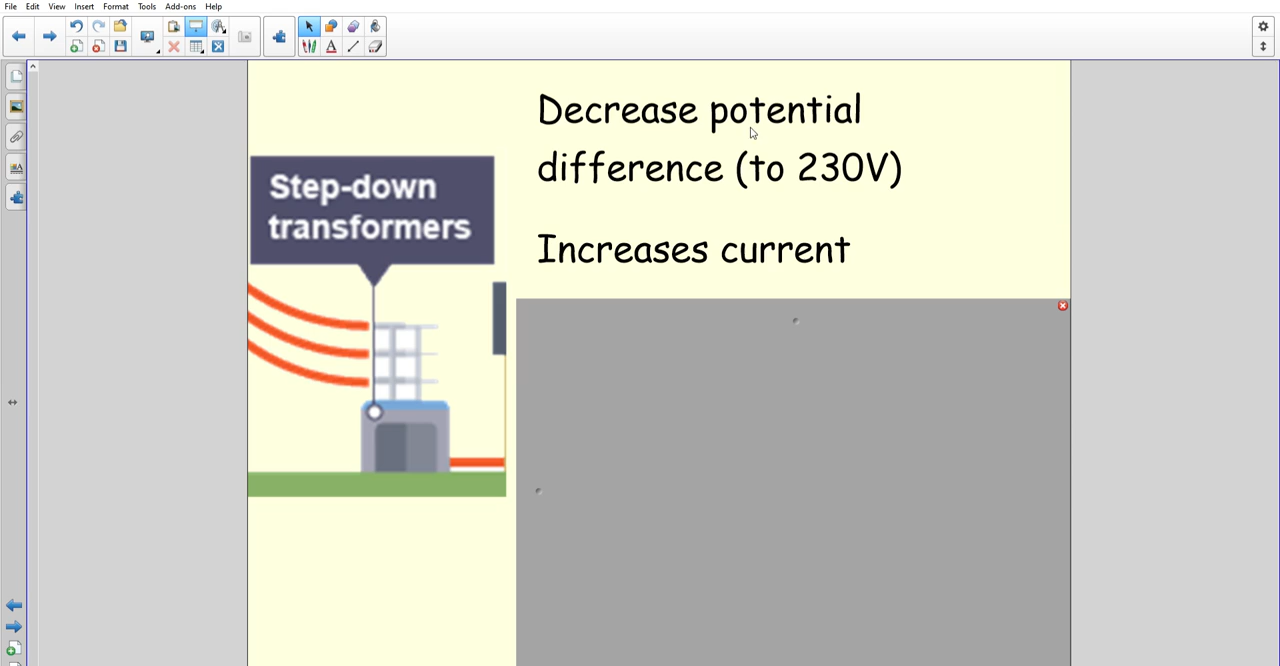 File Edit View Insert Format Tools Add-ons Help
Decrease potential
difference (to 230V)
Increases current
Step-down
transformers